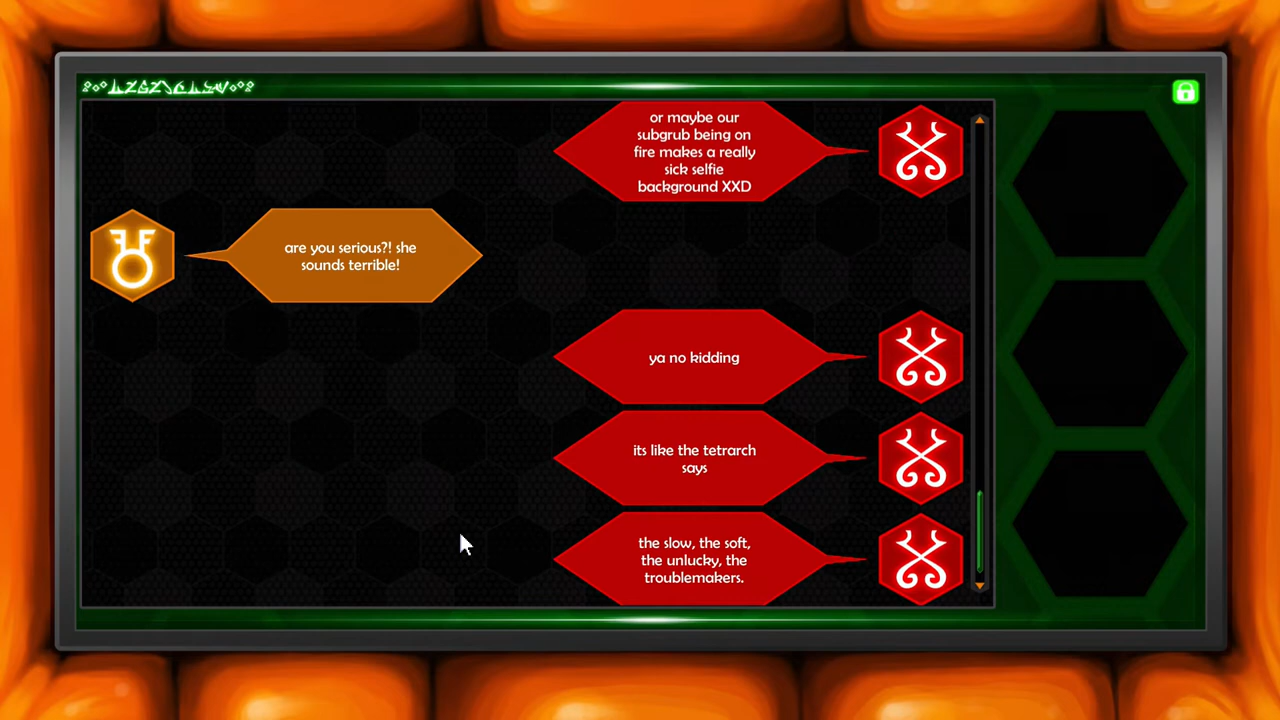 or maybe our
subgrub being on
fire makes a really
sick selfie
background XXD
are you serious?! she
sounds terrible!
ya no kidding
its like the tetrarch
says
the slow, the soft,
the unlucky, the
troublemakers.